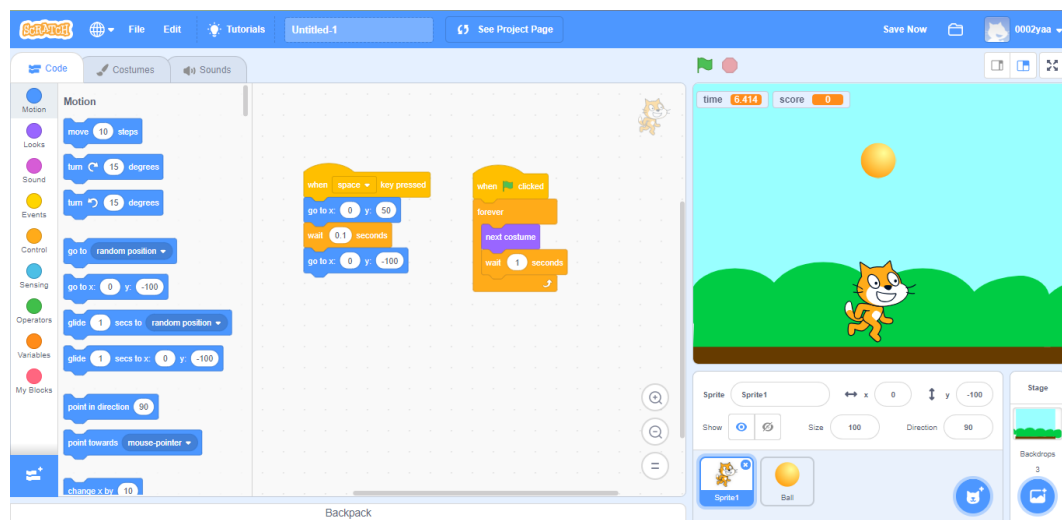 SCRATCH File Edit Tutorials Untitled-1 See Project Page Save Now 0002yaa
Code Costumes Sounds
Motion
Looks
Sound
Events
Control
Sensing
Operators
Variables
My Blocks
Motion
move 10 steps
turn 15 degrees
turn 15 degrees
go to random position
go to x: 0 y: -100
glide 1 secs to random position
glide 1 secs to x: 0 y: -100
point in direction 90
point towards mouse-pointer
change x by 10
when space key pressed
go to x: 0 y: 50
wait 0.1 seconds
go to x: 0 y: -100
when clicked
forever
next costume
wait 1 seconds
Backpack
time 6.414 score 0
Sprite Sprite1 x 0 y -100
Show Size 100 Direction 90
Sprite1 Ball
Stage
Backdrops
3